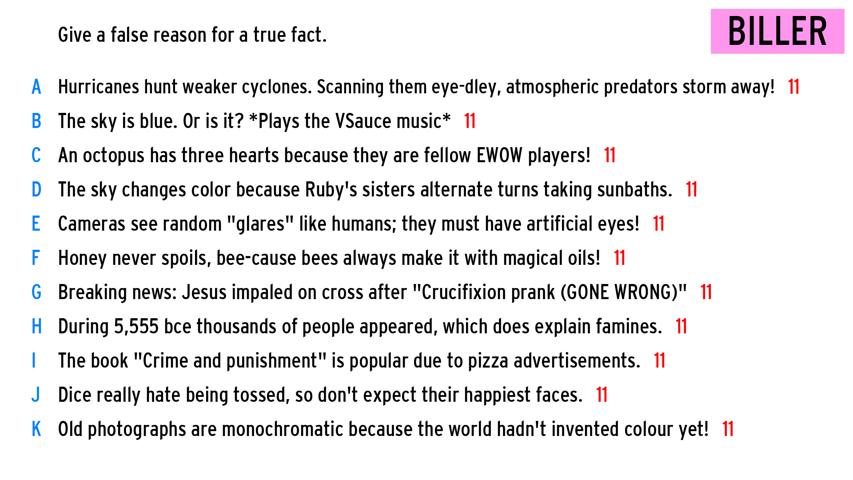 Give a false reason for a true fact.
BILLER
A Hurricanes hunt weaker cyclones. Scanning them eye-dley, atmospheric predators storm away! 11
B The sky is blue. Or is it? *Plays the VSauce music* 11
C An octopus has three hearts because they are fellow EWOW players! 11
D The sky changes color because Ruby's sisters alternate turns taking sunbaths. 11
E Cameras see random "glares" like humans; they must have artificial eyes! 11
F Honey never spoils, bee-cause bees always make it with magical oils! 11
G Breaking news: Jesus impaled on cross after "Crucifixion prank (GONE WRONG)" 11
H During 5,555 bce thousands of people appeared, which does explain famines. 11
I The book "Crime and punishment" is popular due to pizza advertisements. 11
J Dice really hate being tossed, so don't expect their happiest faces. 11
K Old photographs are monochromatic because the world hadn't invented colour yet! 11